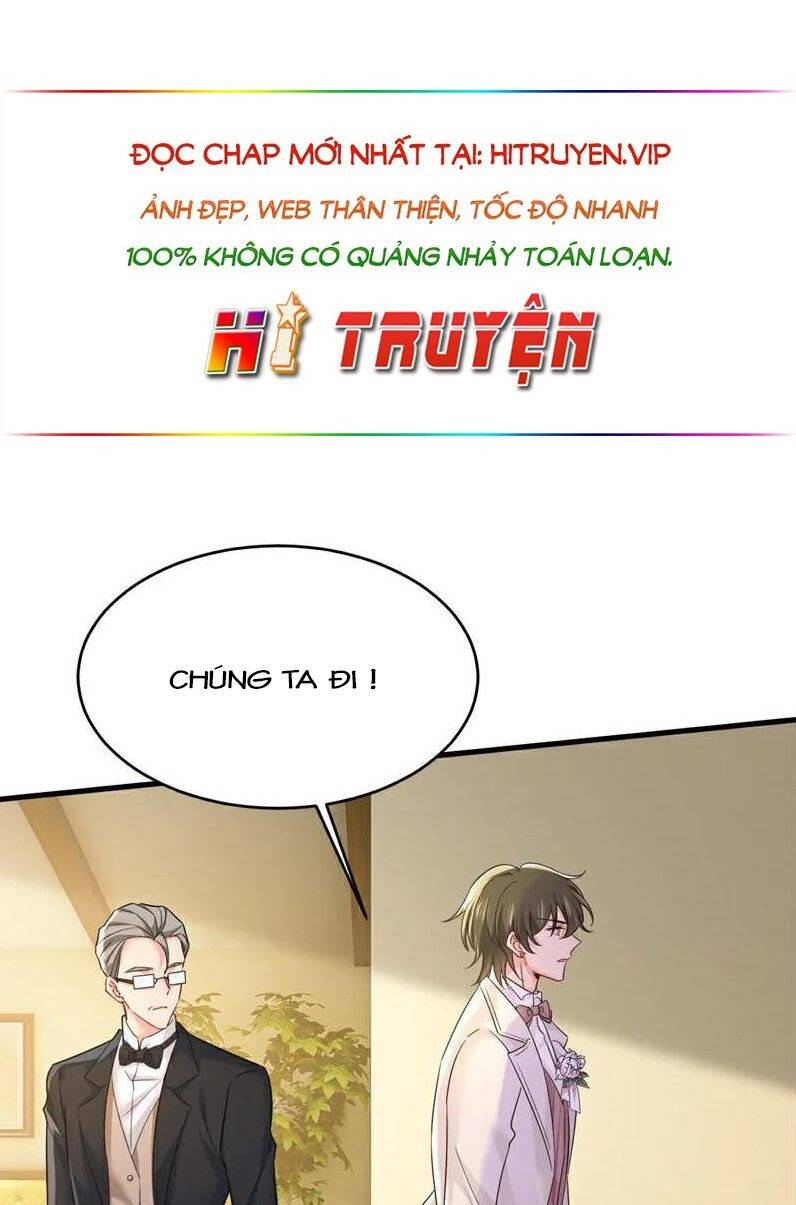 ĐỌC CHAP MỚI NHẤT TẠI: HITRUYEN.VIP
ẢNH ĐẸP, WEB THÂN THIỆN, TỐC ĐỘ NHANH
100% KHÔNG CÓ QUẢNG NHẢY TOÁN LOẠN.
HI TRUYỆN
CHÚNG TA ĐI !